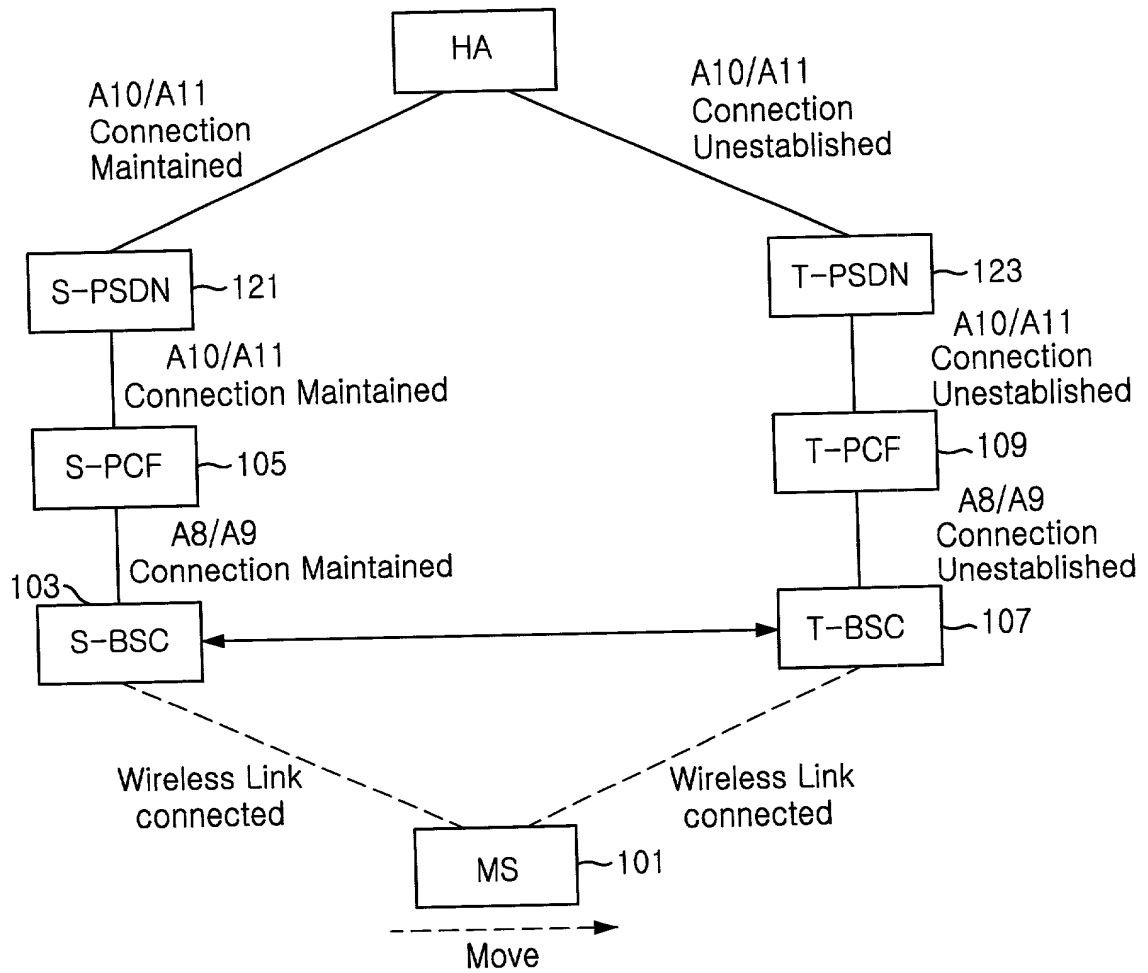 HA
A10/A11
Connection
Maintained
A10/A11
Connection
Unestablished
S-PSDN
121
T-PSDN
123
A10/A11
Connection Maintained
A10/A11
Connection
Unestablished
S-PCF
105
T-PCF
109
A8/A9
Connection Maintained
A8/A9
Connection
Unestablished
103
S-BSC
T-BSC
107
Wireless Link
connected
Wireless Link
connected
MS
101
Move